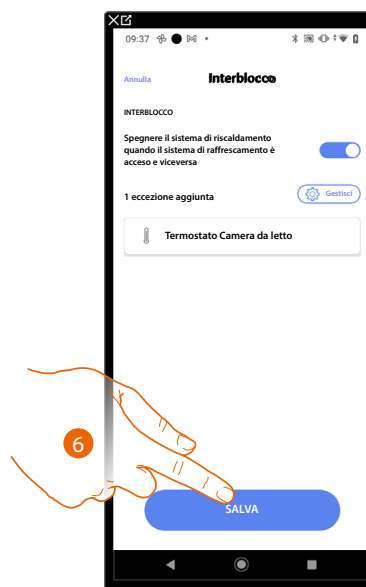 09:37
Annulla
Interblocco
INTERBLOCCO
Spegnere il sistema di riscaldamento
quando il sistema di raffrescamento è
acceso e viceversa
1 eccezione aggiunta
Gestisci
Termostato Camera da letto
6
SALVA